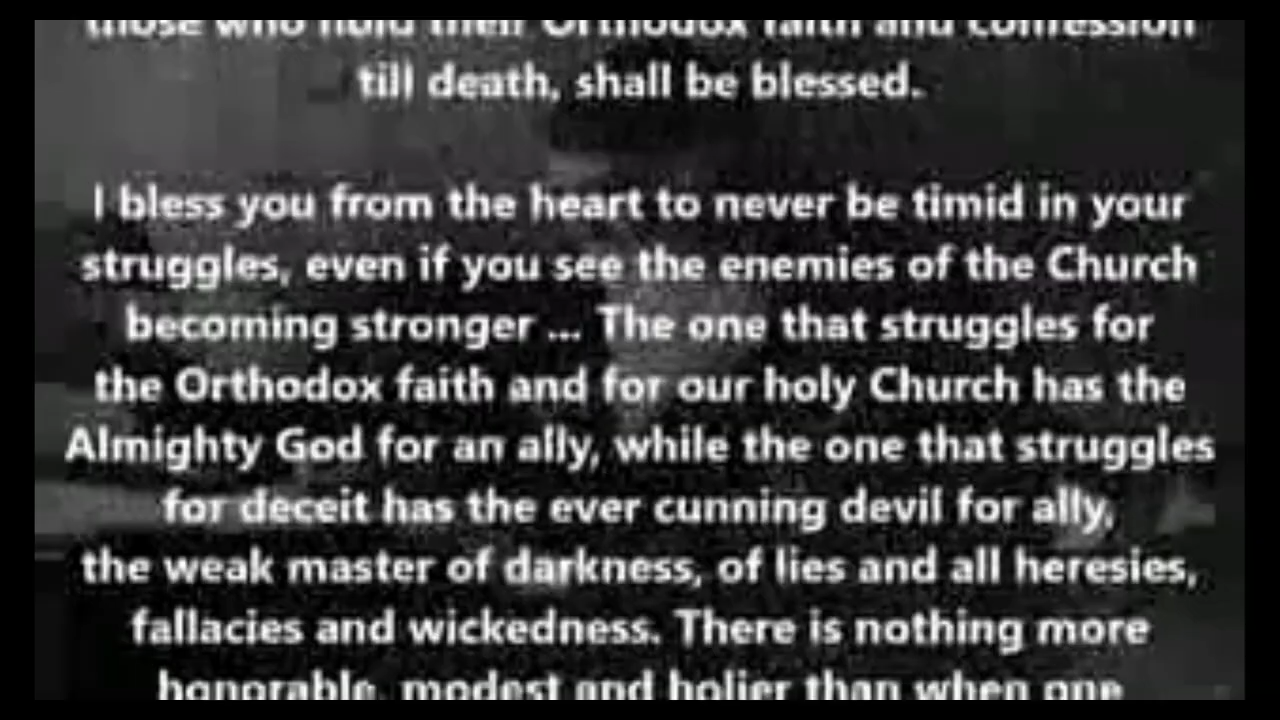 those who hold their Orthodox faith and confession
till death, shall be blessed.
I bless you from the heart to never be timid in your
struggles, even if you see the enemies of the Church
becoming stronger ... The one that struggles for
the Orthodox faith and for our holy Church has the
Almighty God for an ally, while the one that struggles
for deceit has the ever cunning devil for ally,
the weak master of darkness, of lies and all heresies,
fallacies and wickedness. There is nothing more
honorable, modest and holier than when one